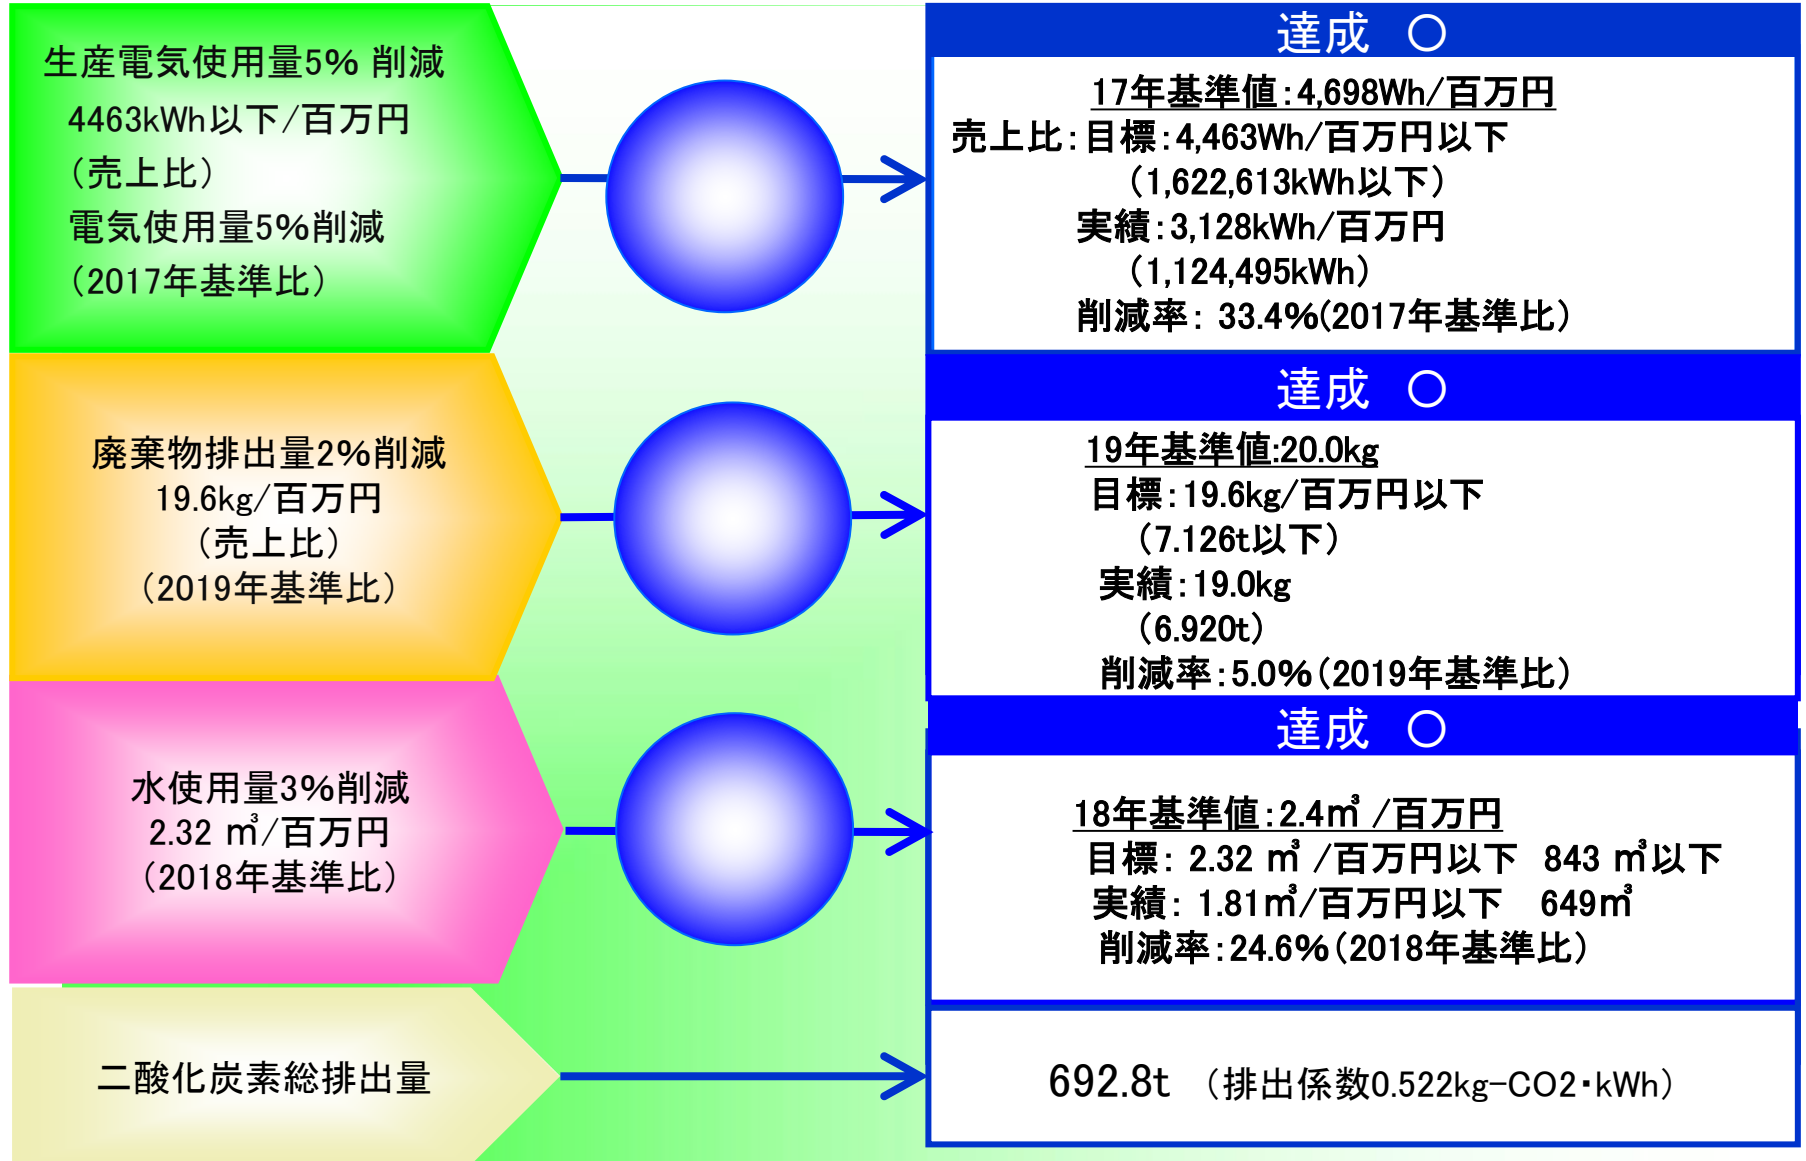 生産電気使用量5% 削減
4463kWh以下/百万円
（売上比）
電気使用量5%削減
（2017年基準比）
達成　○
17年基準値：4,698Wh/百万円
売上比：目標：4,463Wh/百万円以下
（1,622,613kWh以下）
実績：3,128kWh/百万円
（1,124,495kWh）
削減率： 33.4%(2017年基準比）
廃棄物排出量2%削減
19.6kg/百万円
（売上比）
（2019年基準比）
達成　○
19年基準値:20.0kg
目標：19.6kg/百万円以下
（7.126t以下）
実績：19.0kg
（6.920t）
削減率：5.0%（2019年基準比）
水使用量3%削減
2.32 ㎥/百万円
（2018年基準比）
達成　○
18年基準値：2.4㎥ /百万円
目標： 2.32 ㎥ /百万円以下　843 ㎥以下
実績： 1.81㎥/百万円以下　649㎥
削減率：24.6%（2018年基準比）
二酸化炭素総排出量
692.8t　（排出係数0.522kg-CO2・kWh）